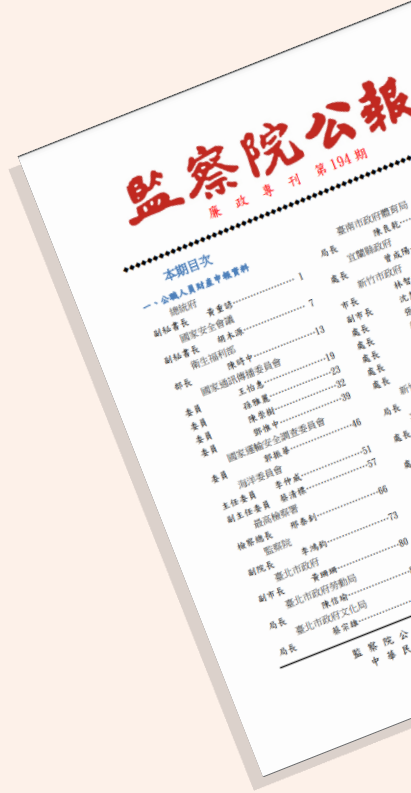 監察院公報
廉政專刊 第194期
本期目次
一、公職人員財產申報資料
總統府
副秘書長 黃重諺 1
國家安全會議
副秘書長 胡木源 7
衛生福利部
部長 陳時中 13
國家通訊傳播委員會
委員 王怡惠 19
委員 孫雅麗 23
委員 陳崇樹 32
委員 鄧惟中 39
國家運輸安全調查委員會
委員 郭振華 46
海洋委員會
主任委員 李仲威 51
副主任委員 蔡清標 57
最高檢察署
檢察總長 邢泰釗 66
監察院
副院長 李鴻鈞 73
臺北市政府
副市長 黃珊珊 80
臺北市政府勞動局
局長 陳信瑜
臺北市政府文化局
局長 蔡宗雄
臺南市政府體育局
局長 陳良乾
宜蘭縣政府
處長
新竹市政府
市長 林智
副市長 沈
處長
處長
處長
處長
處長
新
局長
處長
監察院公
中華民